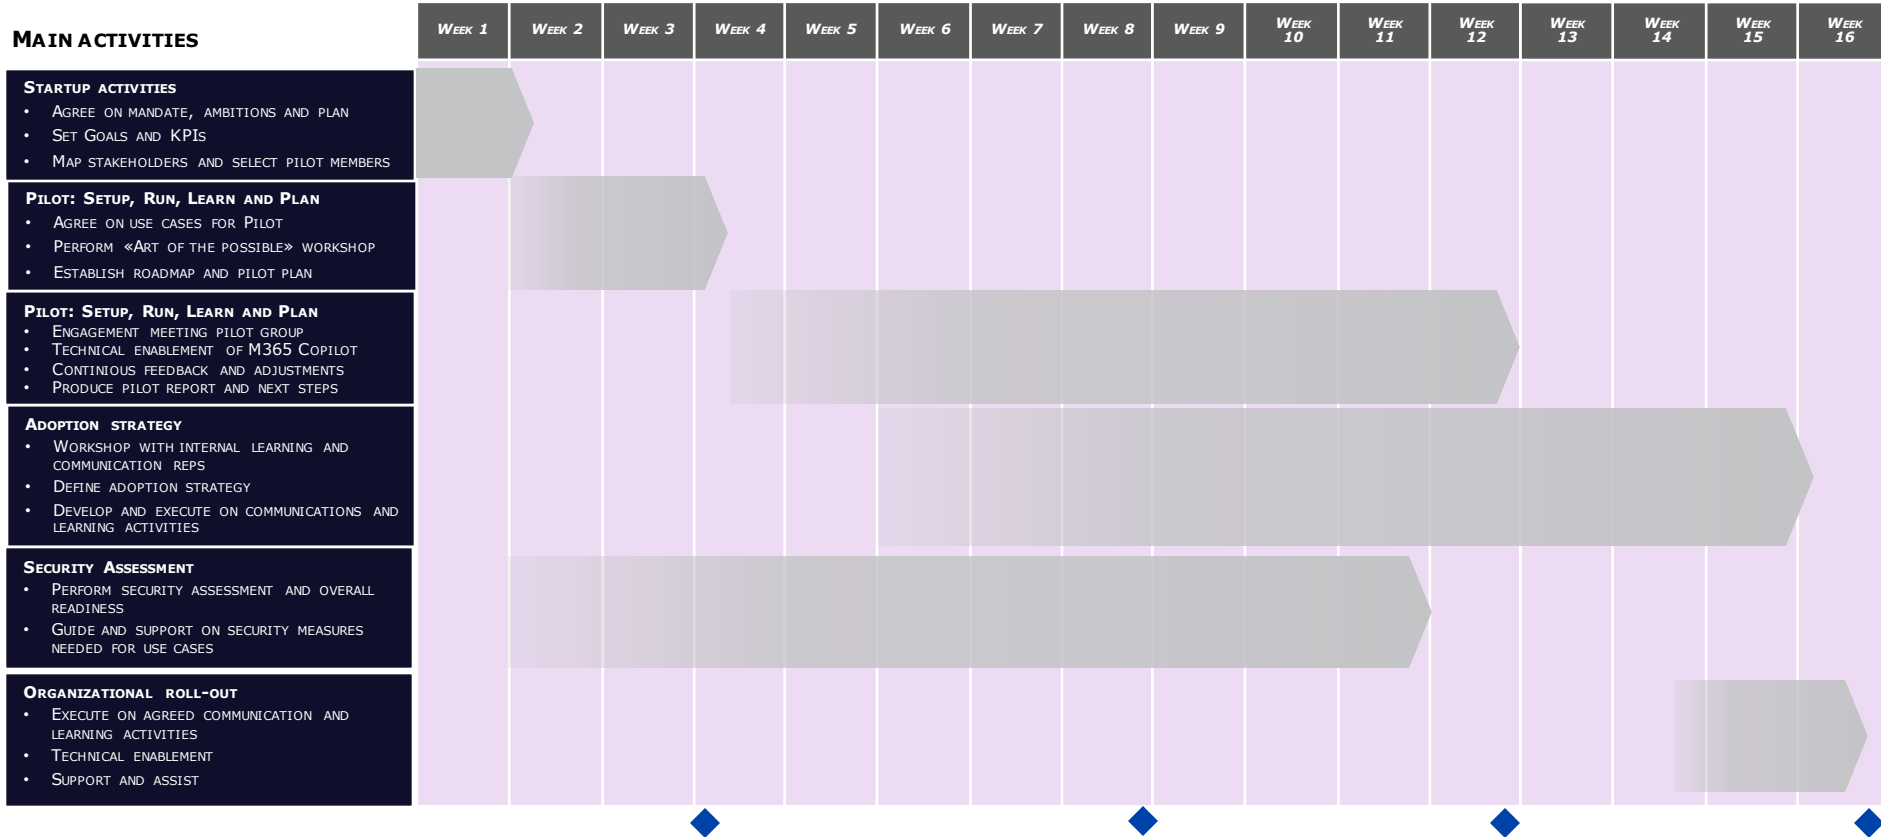 MAIN ACTIVITIES
WEEK 1
WEEK 2
WEEK 3
WEEK 4
WEEK 5
WEEK 6
WEEK 7
WEEK 8
WEEK 9
WEEK
10
WEEK
11
WEEK
12
WEEK
13
WEEK
14
WEEK
15
WEEK
16
STARTUP ACTIVITIES
• AGREE ON MANDATE, AMBITIONS AND PLAN
• SET GOALS AND KPIS
• MAP STAKEHOLDERS AND SELECT PILOT MEMBERS
PILOT: SETUP, RUN, LEARN AND PLAN
• AGREE ON USE CASES FOR PILOT
• PERFORM «ART OF THE POSSIBLE» WORKSHOP
• ESTABLISH ROADMAP AND PILOT PLAN
PILOT: SETUP, RUN, LEARN AND PLAN
• ENGAGEMENT MEETING PILOT GROUP
• TECHNICAL ENABLEMENT OF M365 COPILOT
• CONTINIOUS FEEDBACK AND ADJUSTMENTS
• PRODUCE PILOT REPORT AND NEXT STEPS
ADOPTION STRATEGY
• WORKSHOP WITH INTERNAL LEARNING AND
COMMUNICATION REPS
• DEFINE ADOPTION STRATEGY
• DEVELOP AND EXECUTE ON COMMUNICATIONS AND
LEARNING ACTIVITIES
SECURITY ASSESSMENT
• PERFORM SECURITY ASSESSMENT AND OVERALL
READINESS
• GUIDE AND SUPPORT ON SECURITY MEASURES
NEEDED FOR USE CASES
ORGANIZATIONAL ROLL-OUT
• EXECUTE ON AGREED COMMUNICATION AND
LEARNING ACTIVITIES
• TECHNICAL ENABLEMENT
• SUPPORT AND ASSIST